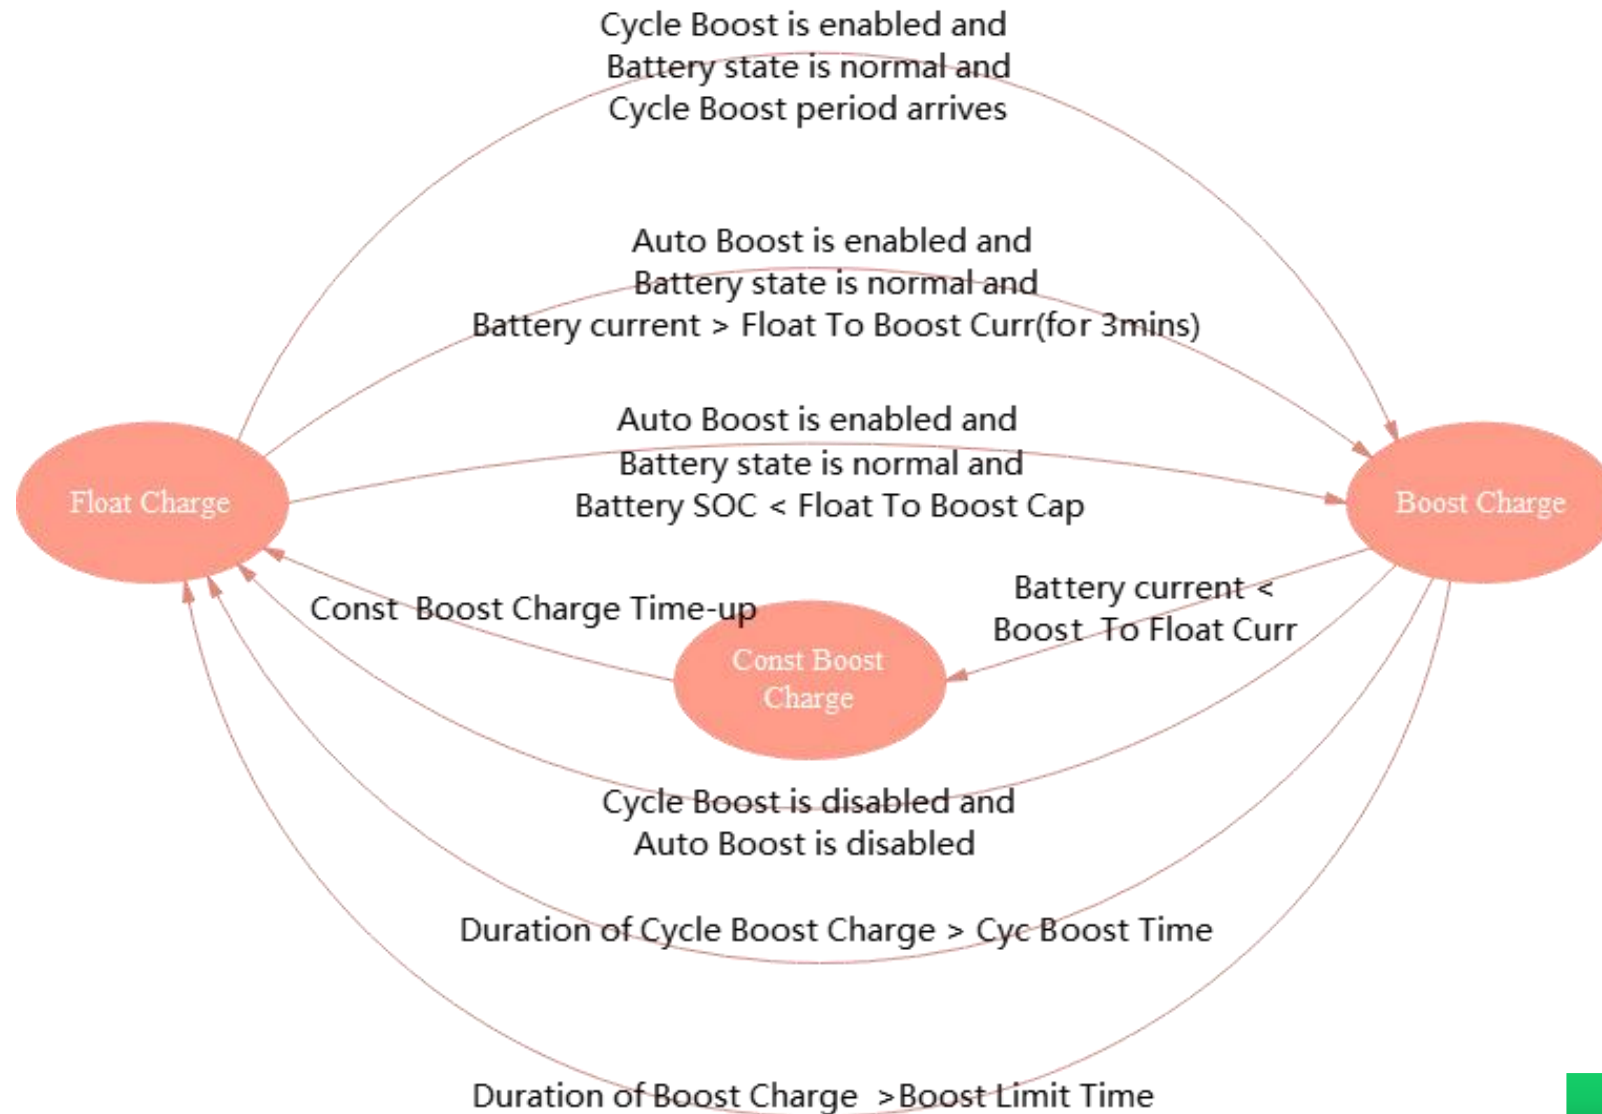 Cycle Boost is enabled and
Battery state is normal and
Cycle Boost period arrives
Auto Boost is enabled and
Battery state is normal and
Battery current > Float To Boost Curr(for 3mins)
Auto Boost is enabled and
Battery state is normal and
Battery SOC < Float To Boost Cap
Float Charge
Boost Charge
Battery current <
Boost  To Float Curr
Const  Boost Charge Time-up
Const Boost
Charge
Cycle Boost is disabled and
Auto Boost is disabled
Duration of Cycle Boost Charge > Cyc Boost Time
Duration of Boost Charge  >Boost Limit Time